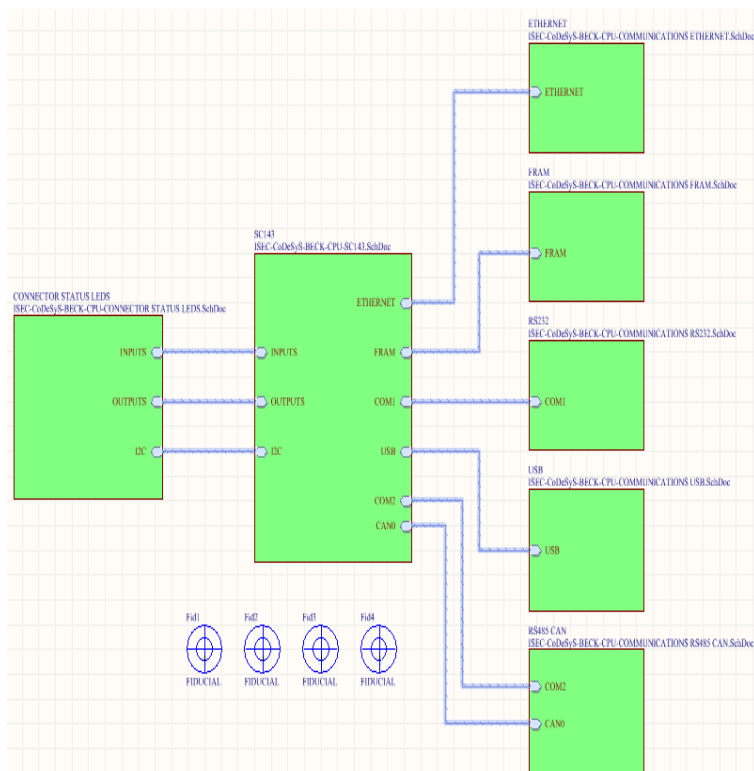 ETHERNET
ISEC-CoDeSyS-BECK-CPU-COMMUNICATIONS ETHERNET.SchDoc
ETHERNET
FRAM
ISEC-CoDeSyS-BECK-CPU-COMMUNICATIONS FRAM.SchDoc
FRAM
SC143
ISEC-CoDeSyS-BECK-CPU-SC143.SchDoc
ETHERNET
INPUTS
FRAM
OUTPUTS
COM1
I2C
USB
COM2
CAN0
CONNECTOR STATUS LEDS
ISEC-CoDeSyS-BECK-CPU-CONNECTOR STATUS LEDS.SchDoc
INPUTS
OUTPUTS
I2C
RS232
ISEC-CoDeSyS-BECK-CPU-COMMUNICATIONS RS232.SchDoc
COM1
USB
ISEC-CoDeSyS-BECK-CPU-COMMUNICATIONS USB.SchDoc
USB
RS485 CAN
ISEC-CoDeSyS-BECK-CPU-COMMUNICATIONS RS485 CAN.SchDoc
COM2
CAN0
Fid1
FIDUCIAL
Fid2
FIDUCIAL
Fid3
FIDUCIAL
Fid4
FIDUCIAL